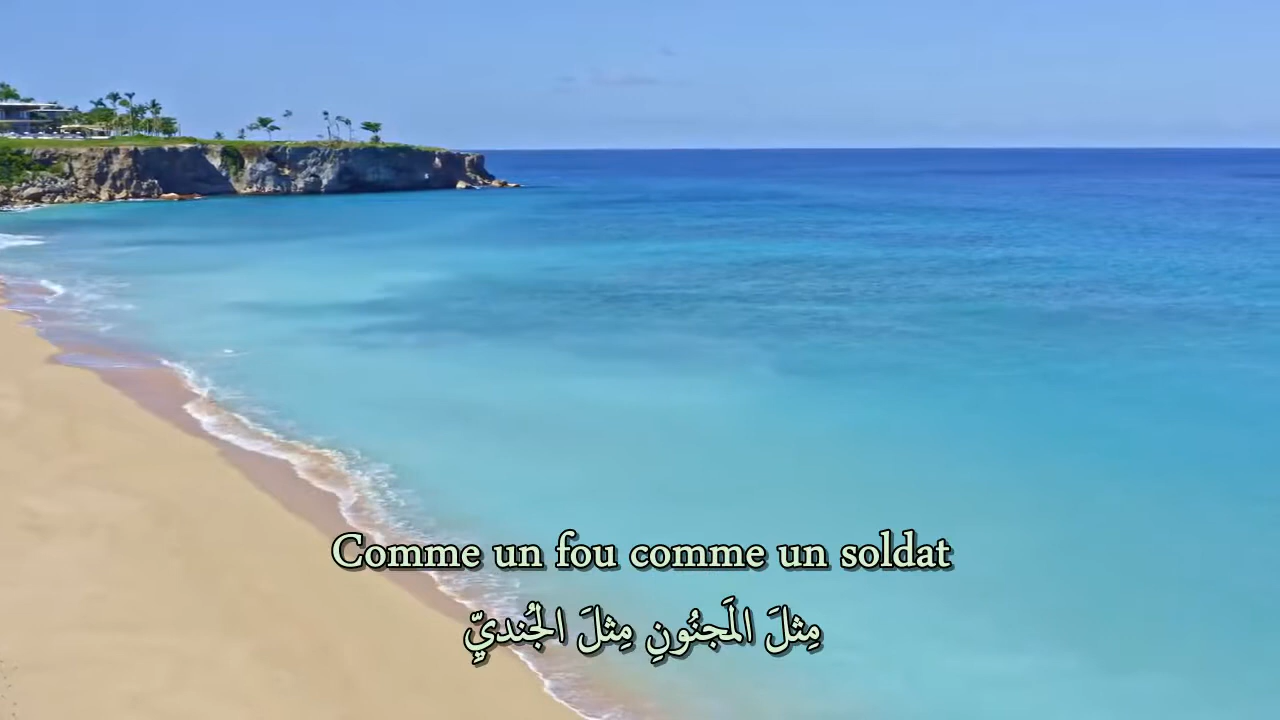 Comme un fou comme un soldat
مِثلَ المَجنُونِ مِثلَ الجُنديِّ